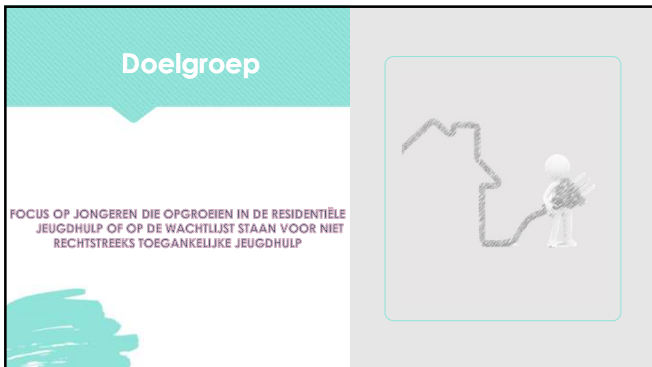 Doelgroep
FOCUS OP JONGEREN DIE OPGROEIEN IN DE RESIDENTIËLE
JEUGDHULP OF OP DE WACHTLIJST STAAN VOOR NIET
RECHTSTREEKS TOEGANKELIJKE JEUGDHULP